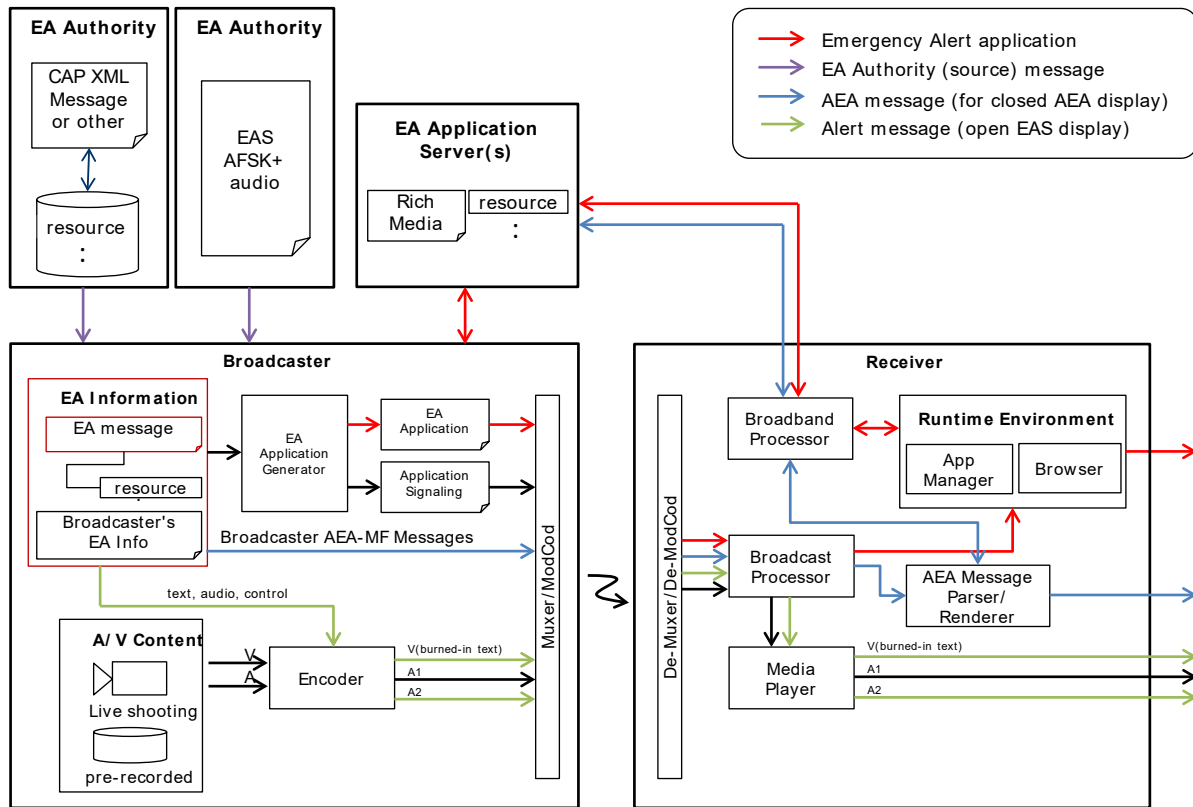 EA Authority
CAP XML
Message
or other
resource
:
EA Authority
EAS
AFSK+
audio
EA Application
Server(s)
Rich
Media
resource
:
Emergency Alert application
EA Authority (source) message
AEA message (for closed AEA display)
Alert message (open EAS display)
Broadcaster
EA Information
EA message
resource
:
Broadcaster's
EA Info
EA
Application
Generator
EA
Application
Application
Signaling
Broadcaster AEA-MF Messages
text, audio, control
A/V Content
Live shooting
pre-recorded
V
A
Encoder
V(burned-in text)
A1
A2
Muxer/ModCod
Receiver
De-Muxer/De-ModCod
Broadband
Processor
Runtime Environment
App
Manager
Browser
Broadcast
Processor
AEA Message
Parser/
Renderer
Media
Player
V(burned-in text)
A1
A2